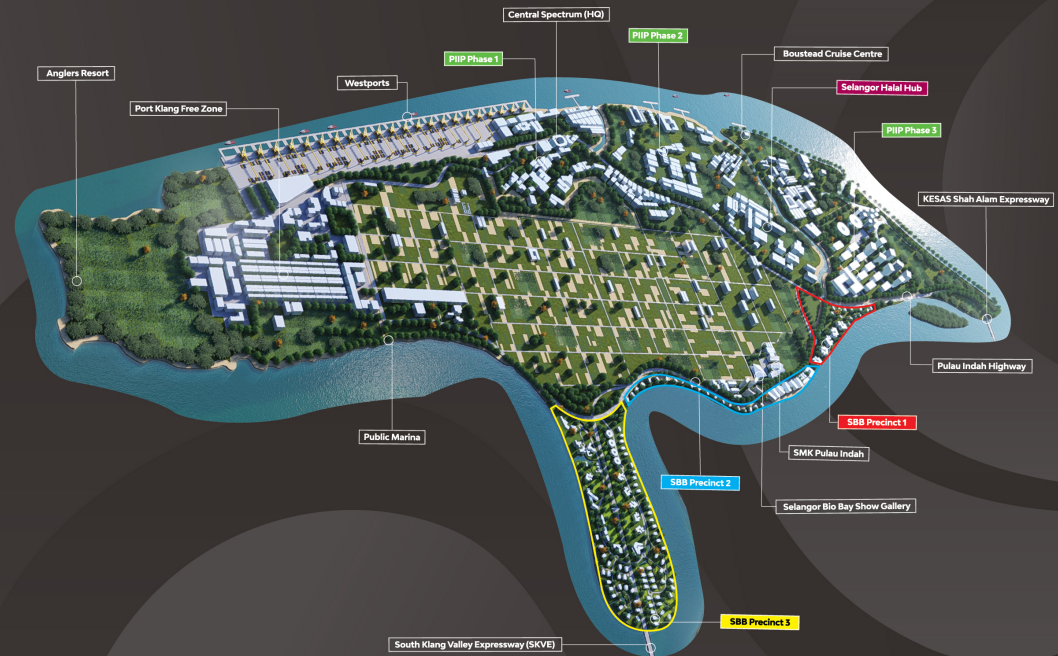 Central Spectrum (HQ)
PIIP Phase 2
PIIP Phase 1
Boustead Cruise Centre
Anglers Resort
Westports
Selangor Halal Hub
Port Klang Free Zone
PIIP Phase 3
KESAS Shah Alam Expressway
Pulau Indah Highway
SBB Precinct 1
Public Marina
SMK Pulau Indah
SBB Precinct 2
Selangor Bio Bay Show Gallery
SBB Precinct 3
South Klang Valley Expressway (SKVE)